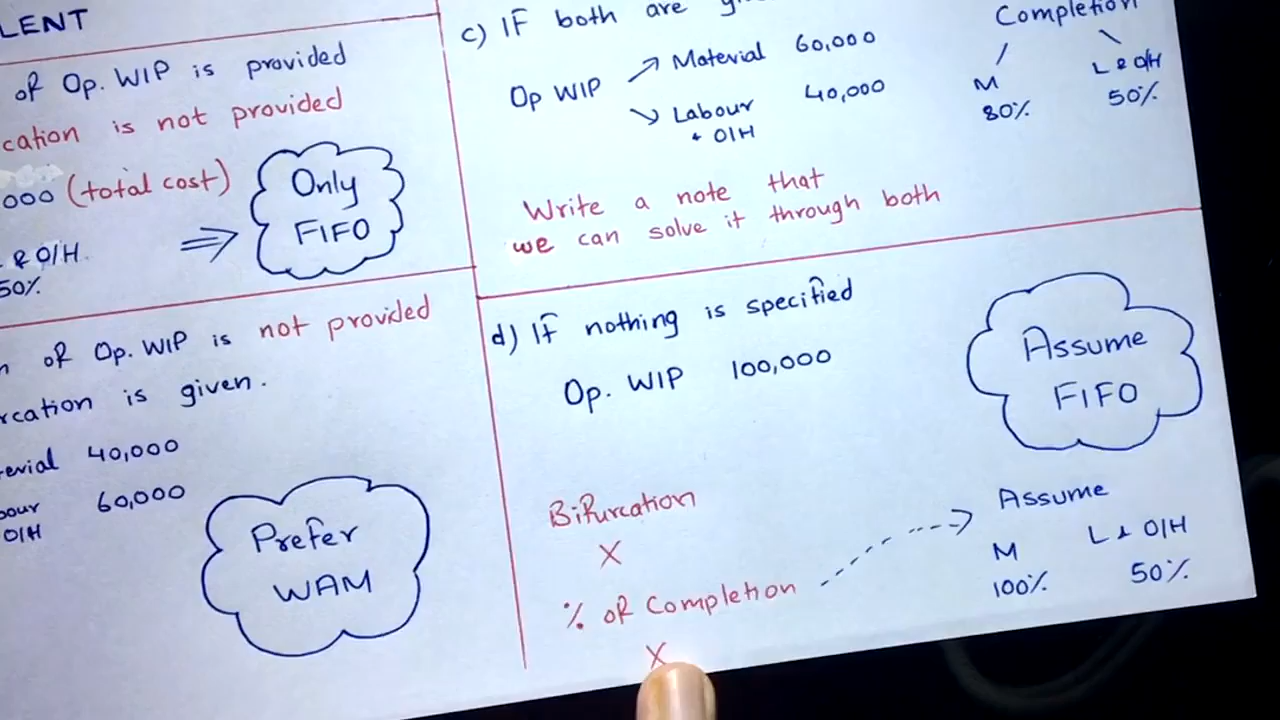 LENT
of Op. WIP is provided
cation is not provided
000 (total cost)
Only
FIFO
& O/H
50%
n of Op. WIP is not provided
rcation is given.
erial 40,000
bour 60,000
O/H
Prefer
WAM
c) IF both are
Completion
Op WIP
Material 60,000
Labour 40,000
& O/H
M
80%
L & O/H
50%
Write a note that
we can solve it through both
d) IF nothing is specified
Op. WIP 100,000
Assume
FIFO
Bifurcation
X
% of Completion
X
Assume
M
100%
L & O/H
50%